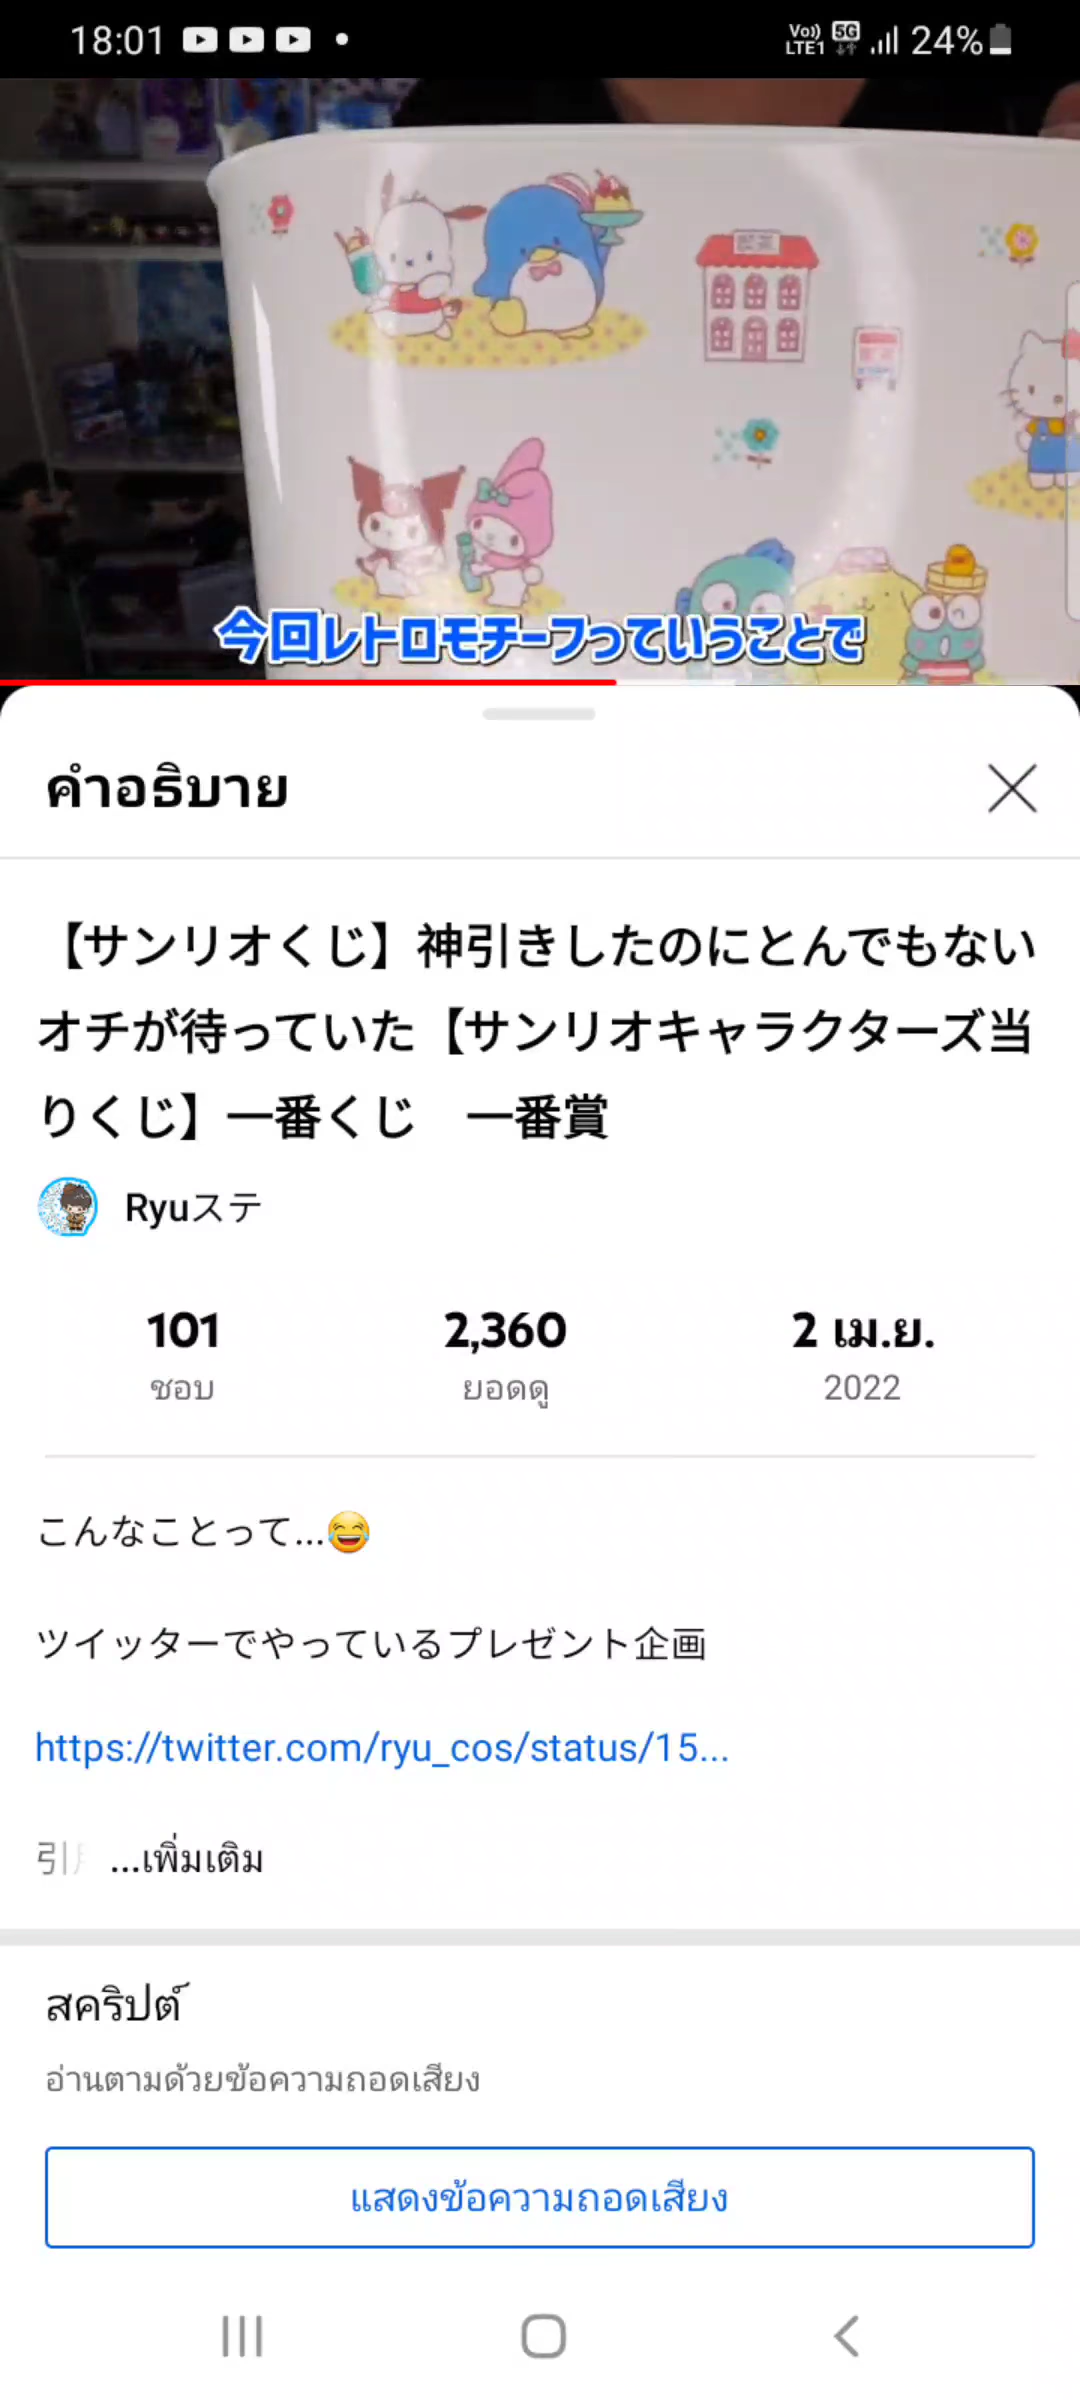 18:01
Vo)) LTE1 5G 24%
今回レトロモチーフっていうことで
คำอธิบาย
【サンリオくじ】神引きしたのにとんでもない
オチが待っていた【サンリオキャラクターズ当
りくじ】一番くじ　一番賞
Ryuステ
101 2,360 2 เม.ย.
ชอบ ยอดดู 2022
こんなことって...😂
ツイッターでやっているプレゼント企画
https://twitter.com/ryu_cos/status/15...
引 ...เพิ่มเติม
สคริปต์
อ่านตามด้วยข้อความถอดเสียง
แสดงข้อความถอดเสียง